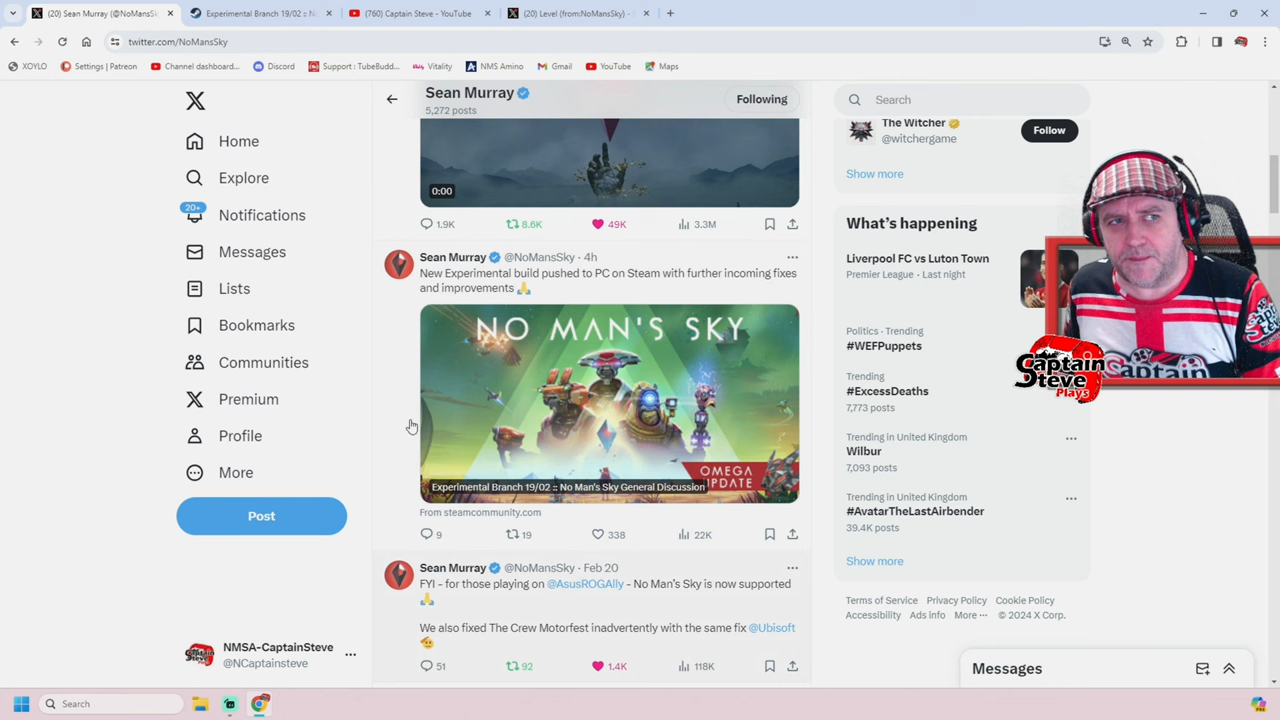 (20) Sean Murray (@NoMansSky
Experimental Branch 19/02 :: N
(760) Captain Steve - YouTube
(20) Level (from:NoMansSky) -
twitter.com/NoMansSky
XOYLO
Settings | Patreon
Channel dashboard...
Discord
Support : TubeBudd...
Vitality
NMS Amino
Gmail
YouTube
Maps
Sean Murray
5,272 posts
Following
Search
Home
Explore
20+
Notifications
Messages
Lists
Bookmarks
Communities
Premium
Profile
More
Post
NMSA-CaptainSteve
@NCaptainsteve
0:00
1.9K 8.6K 49K 3.3M
Sean Murray @NoMansSky · 4h
New Experimental build pushed to PC on Steam with further incoming fixes
and improvements
NO MAN'S SKY
OMEGA
UPDATE
Experimental Branch 19/02 :: No Man's Sky General Discussion
From steamcommunity.com
9 19 338 22K
Sean Murray @NoMansSky · Feb 20
FYI - for those playing on @AsusROGAlly - No Man's Sky is now supported
We also fixed The Crew Motorfest inadvertently with the same fix @Ubisoft
51 92 1.4K 118K
The Witcher
@witchergame
Follow
Show more
What's happening
Liverpool FC vs Luton Town
Premier League · Last night
Politics · Trending
#WEFPuppets
Trending
#ExcessDeaths
7,773 posts
Trending in United Kingdom
Wilbur
7,093 posts
Trending in United Kingdom
#AvatarTheLastAirbender
39.4K posts
Show more
Terms of Service Privacy Policy Cookie Policy
Accessibility Ads info More ··· © 2024 X Corp.
Captain
Steve
Plays
Messages
Search